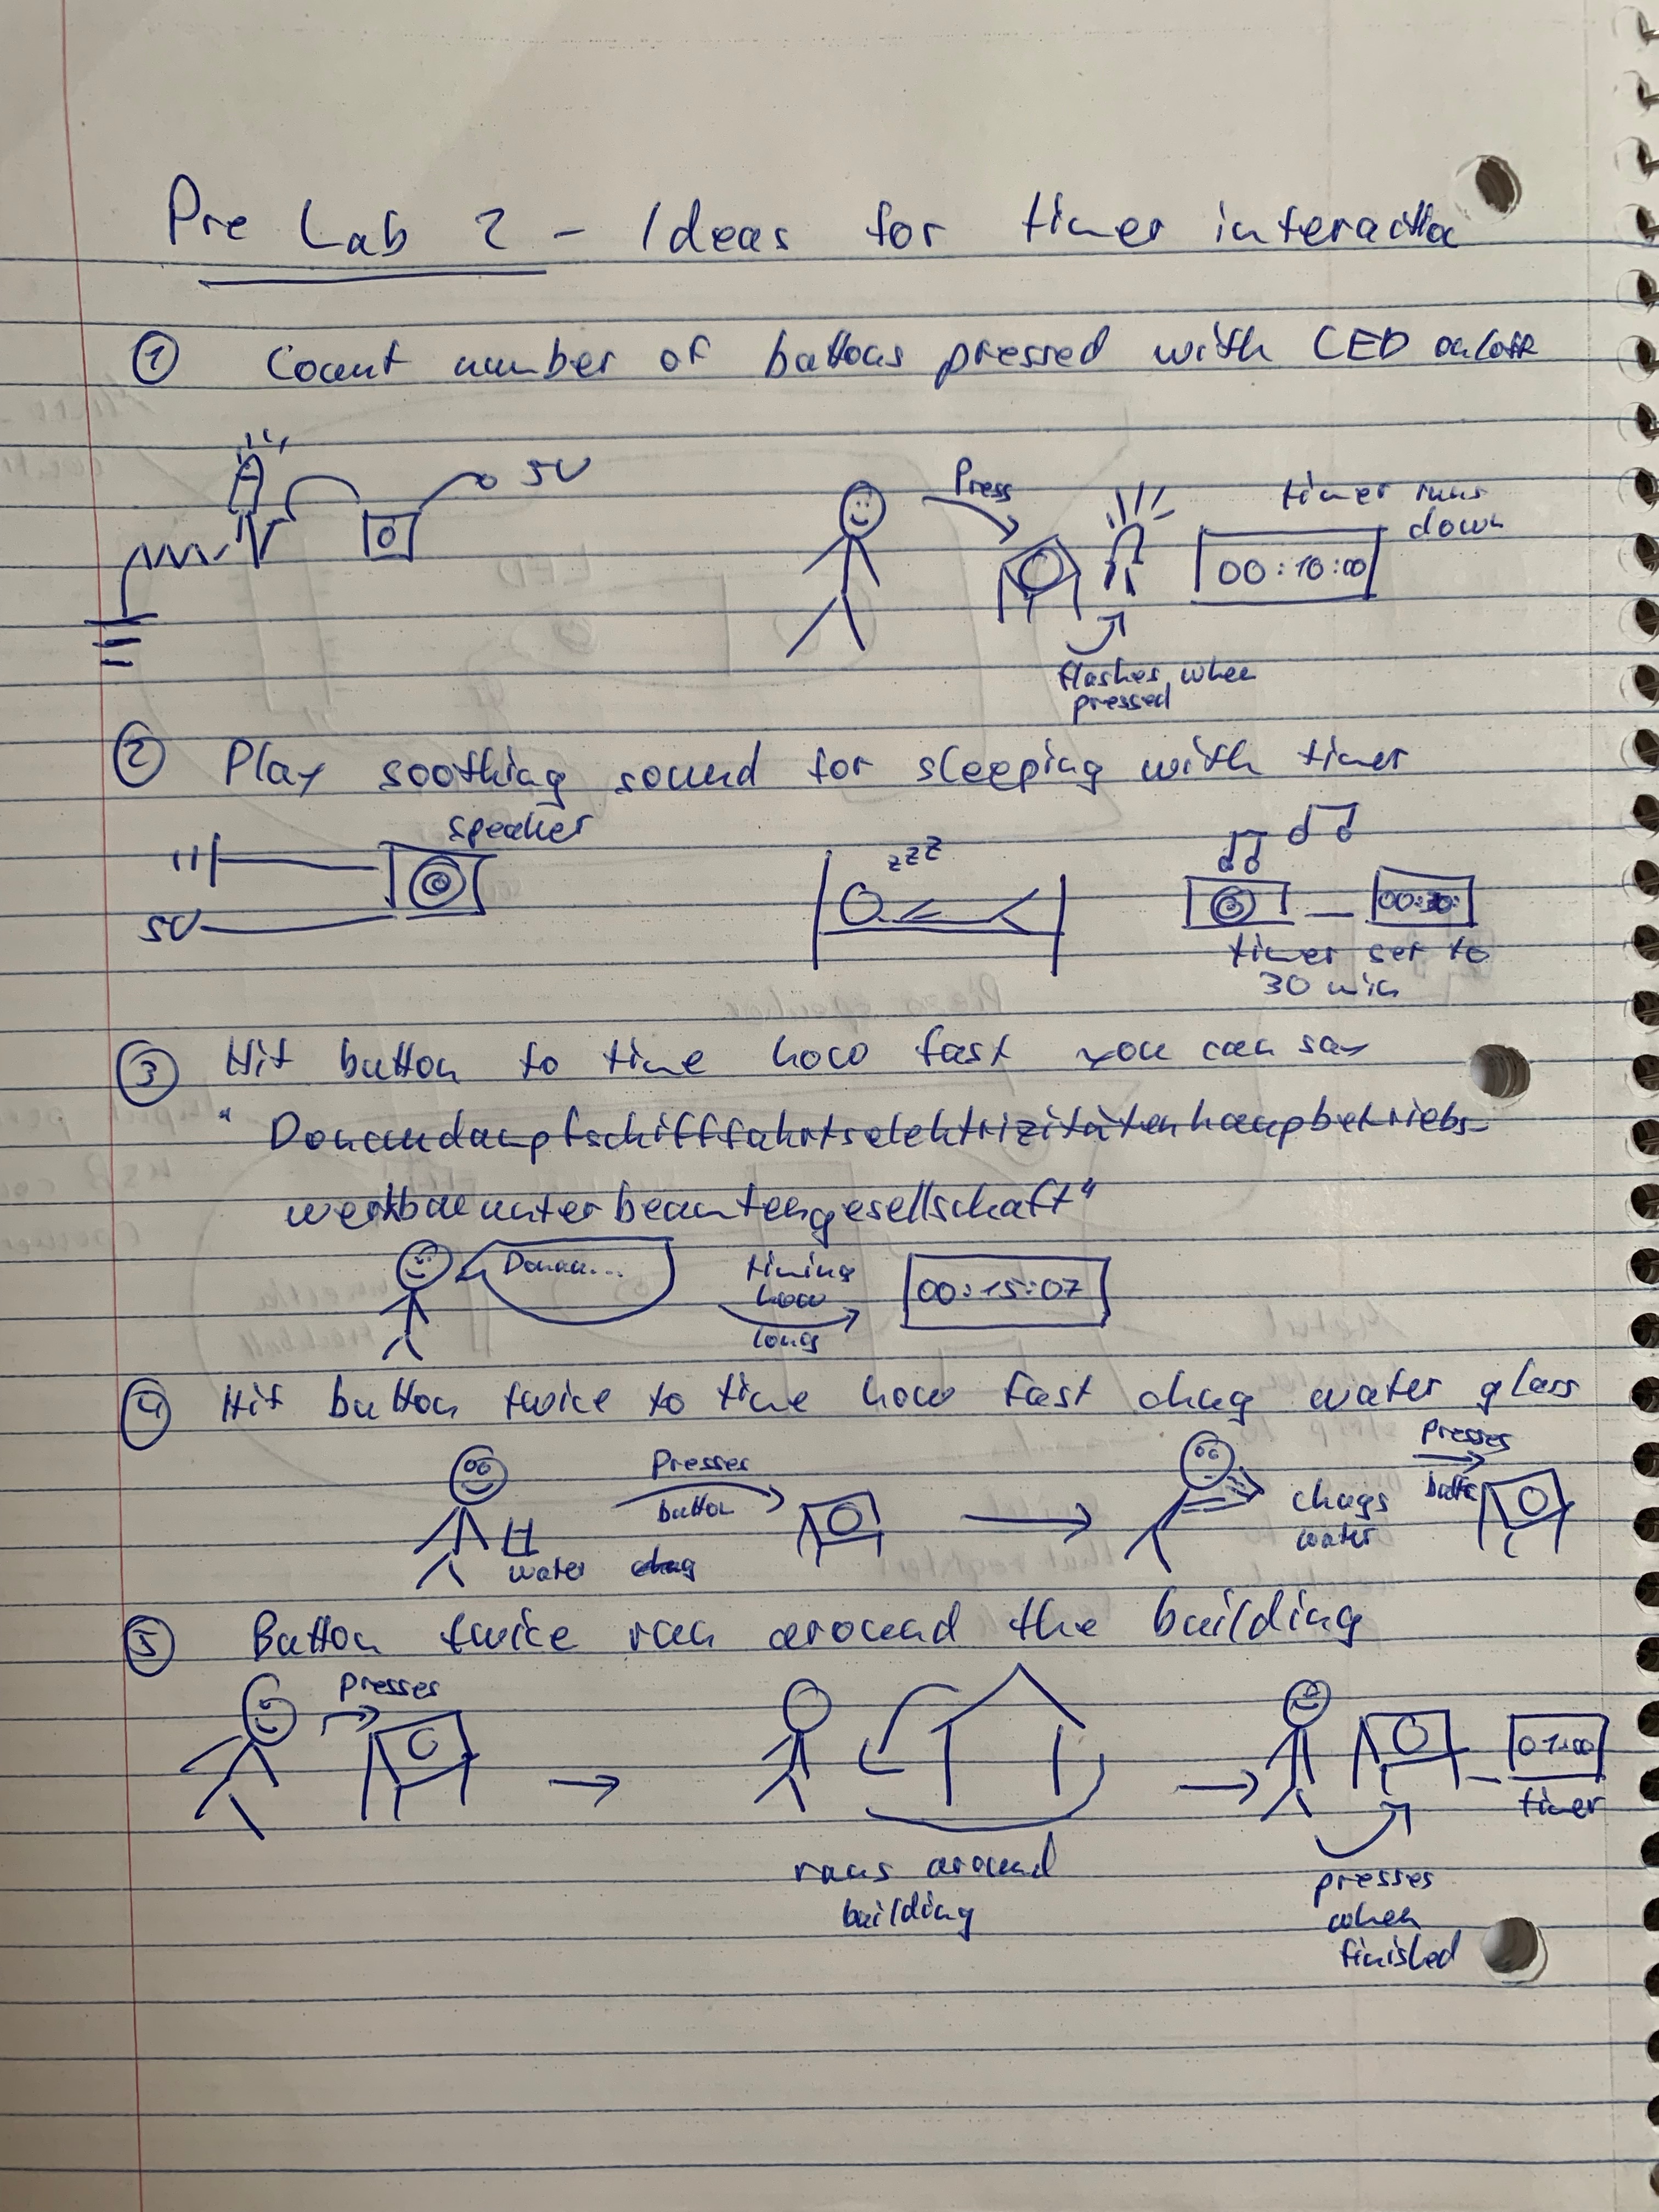 Pre Lab 2 - Ideas for timer interactio
① Count number of buttons pressed with LED on/off
5V
Press
timer runs
down
00:10:00
flashes when
pressed
② Play soothing sound for sleeping with timer
speaker
5V
zzz
00:30:
timer set to
30 min
③ Hit button to time how fast you can say
"Donaudampfschifffahrtselektrizitätenhaupbetriebs-
werkbauunterbeamtengesellschaft"
Donau...
timing
how
long
00:15:07
④ Hit button twice to time how fast chug water glass
Presses
button
water chug
chugs
water
Presses
butto
⑤ Button twice run around the building
Presses
runs around
building
01:00
timer
presses
when
finished